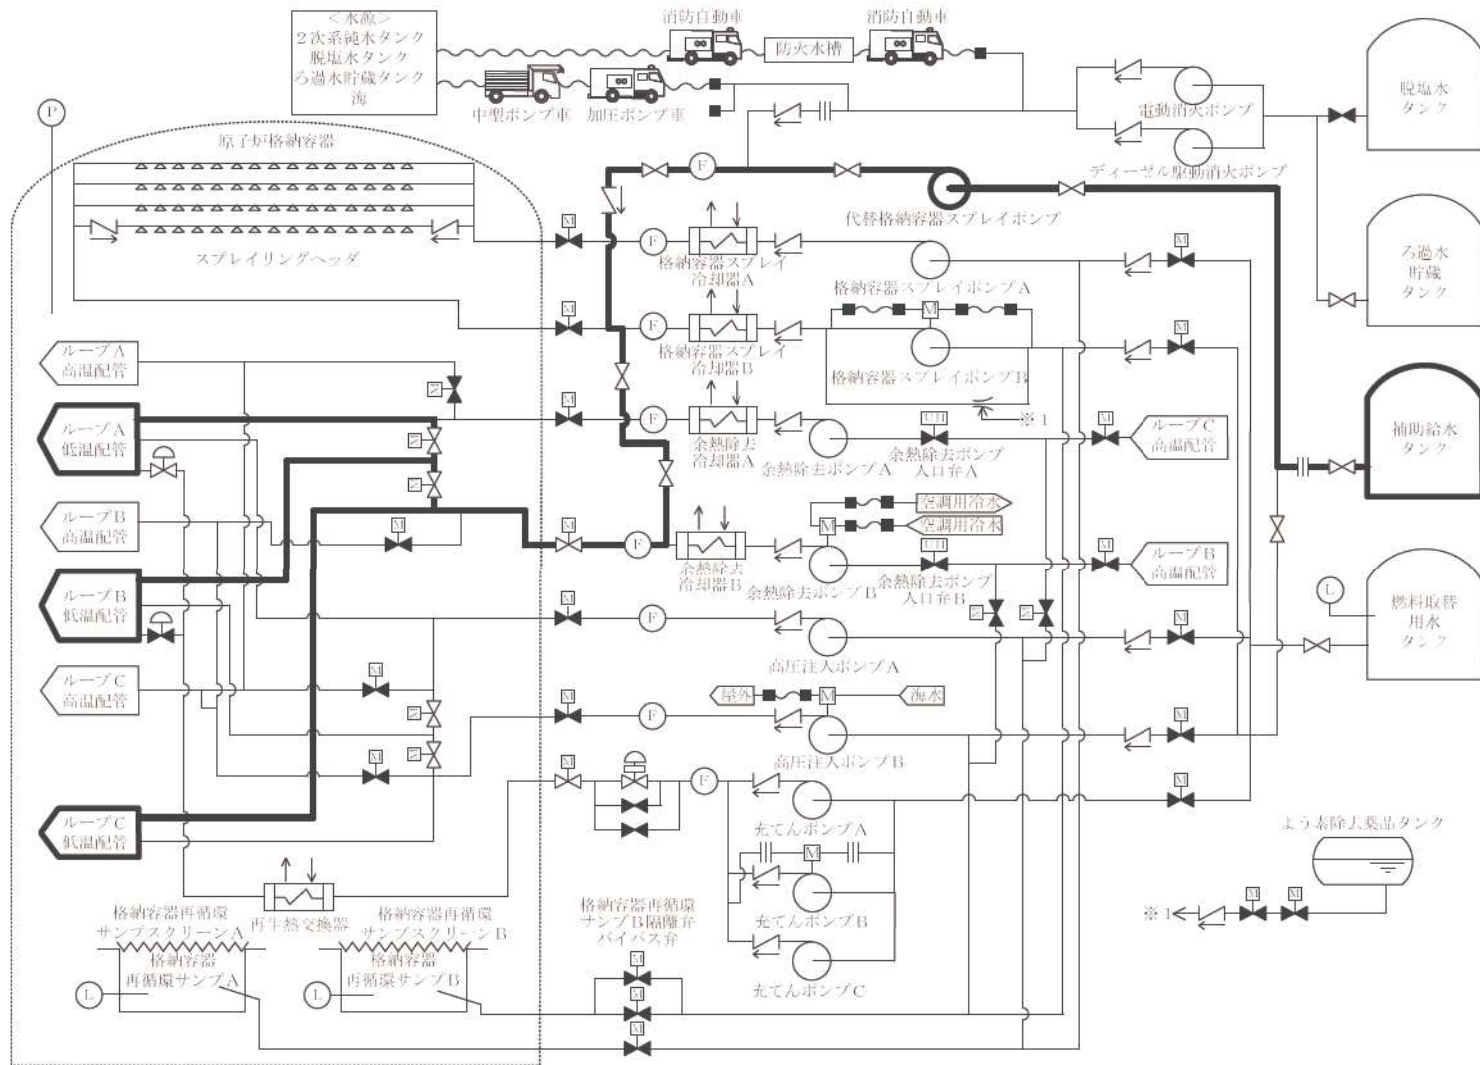 ＜水源＞
２次系純水タンク
脱塩水タンク
ろ過水貯蔵タンク
海
消防自動車
防火水槽
消防自動車
中型ポンプ車
加圧ポンプ車
電動消火ポンプ
ディーゼル駆動消火ポンプ
脱塩水
タンク
P
原子炉格納容器
スプレイリングヘッダ
F
代替格納容器スプレイポンプ
ろ過水
貯蔵
タンク
M
F
格納容器スプレイ
冷却器A
格納容器スプレイポンプA
M
M
F
格納容器スプレイ
冷却器B
M
格納容器スプレイポンプB
M
※1
ループA
高温配管
M
ループA
低温配管
M
M
M
F
余熱除去
冷却器A
余熱除去ポンプA
余熱除去ポンプ
入口弁A
M
ループC
高温配管
補助給水
タンク
ループB
高温配管
M
M
F
余熱除去
冷却器B
M
空調用冷水
空調用冷水
余熱除去ポンプB
余熱除去ポンプ
入口弁B
M
ループB
高温配管
ループB
低温配管
M
F
高圧注入ポンプA
M
M
M
L
燃料取替
用水
タンク
ループC
高温配管
M
M
M
M
M
F
屋外
M
海水
高圧注入ポンプB
M
M
F
充てんポンプA
M
ループC
低温配管
M
充てんポンプB
充てんポンプC
よう素除去薬品タンク
※1
M
M
再生熱交換器
格納容器再循環
サンプスクリーンA
格納容器
再循環サンプA
L
格納容器再循環
サンプスクリーンB
格納容器
再循環サンプB
L
格納容器再循環
サンプB隔離弁
バイパス弁
M
M
M